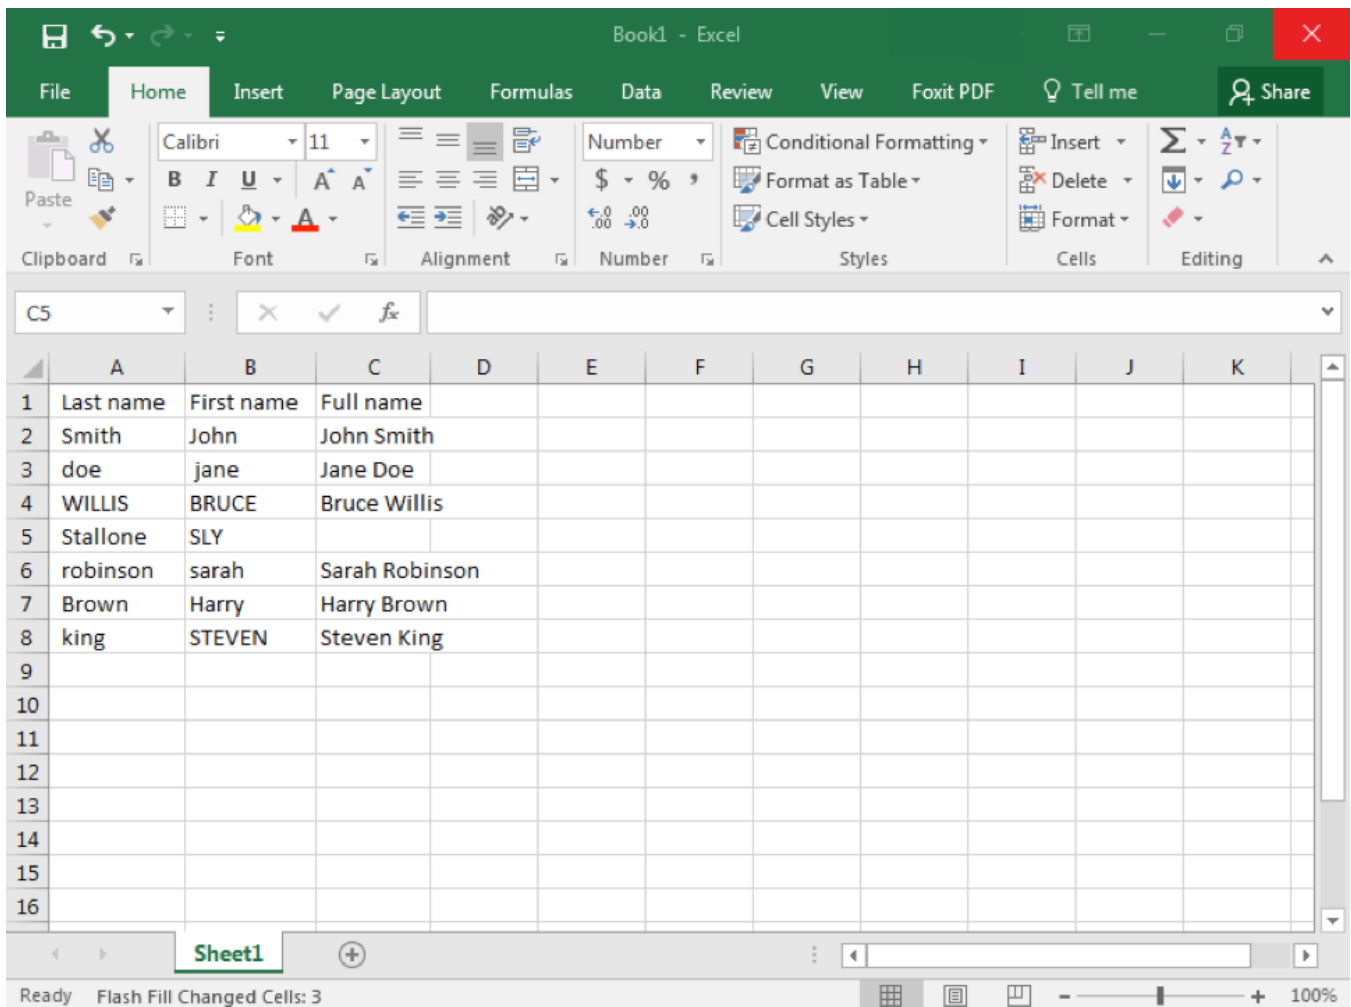 Book1 - Excel
File Home Insert Page Layout Formulas Data Review View Foxit PDF Tell me Share
Calibri 11 Number Conditional Formatting Insert Σ A Z
Paste B I U A A $ % , Format as Table Delete
A ←.0 .00 .00 →.0 Cell Styles Format
Clipboard Font Alignment Number Styles Cells Editing
C5 fx
A B C D E F G H I J K
1 Last name First name Full name
2 Smith John John Smith
3 doe jane Jane Doe
4 WILLIS BRUCE Bruce Willis
5 Stallone SLY
6 robinson sarah Sarah Robinson
7 Brown Harry Harry Brown
8 king STEVEN Steven King
9
10
11
12
13
14
15
16
Sheet1
Ready Flash Fill Changed Cells: 3 - + 100%